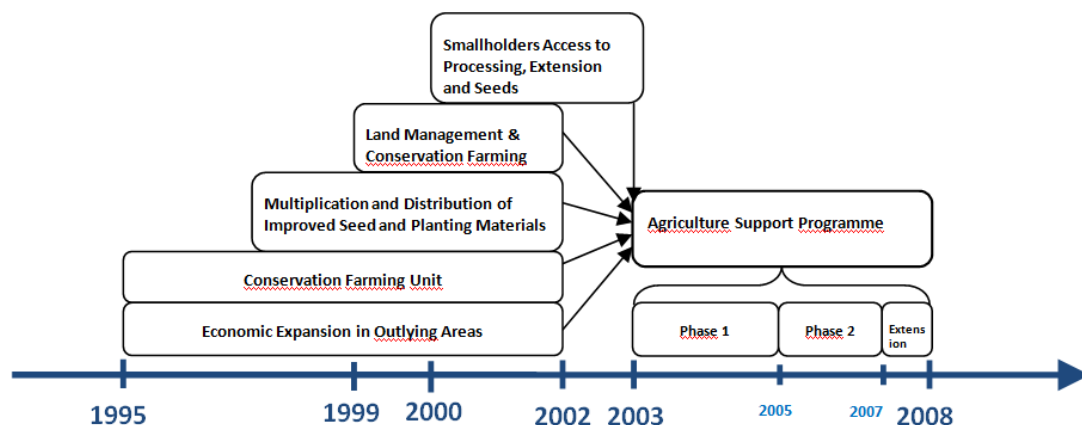 Smallholders Access to
Processing, Extension
and Seeds
Land Management &
Conservation Farming
Multiplication and Distribution of
Improved Seed and Planting Materials
Agriculture Support Programme
Conservation Farming Unit
Economic Expansion in Outlying Areas
Phase 1
Phase 2
Extens
ion
1995
1999
2000
2002
2003
2005
2007
2008